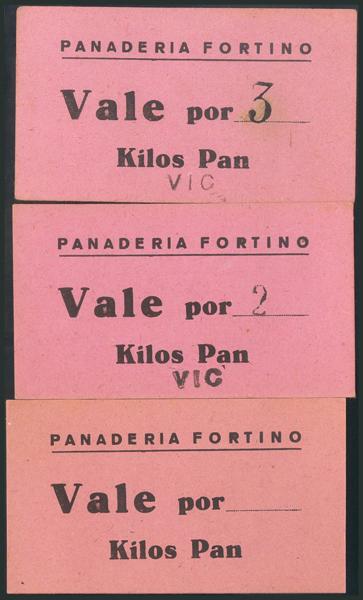 PANADERIA FORTINO
Vale por 3
Kilos Pan
VIC
PANADERIA FORTINO
Vale por 2
Kilos Pan
VIC
PANADERIA FORTINO
Vale por
Kilos Pan